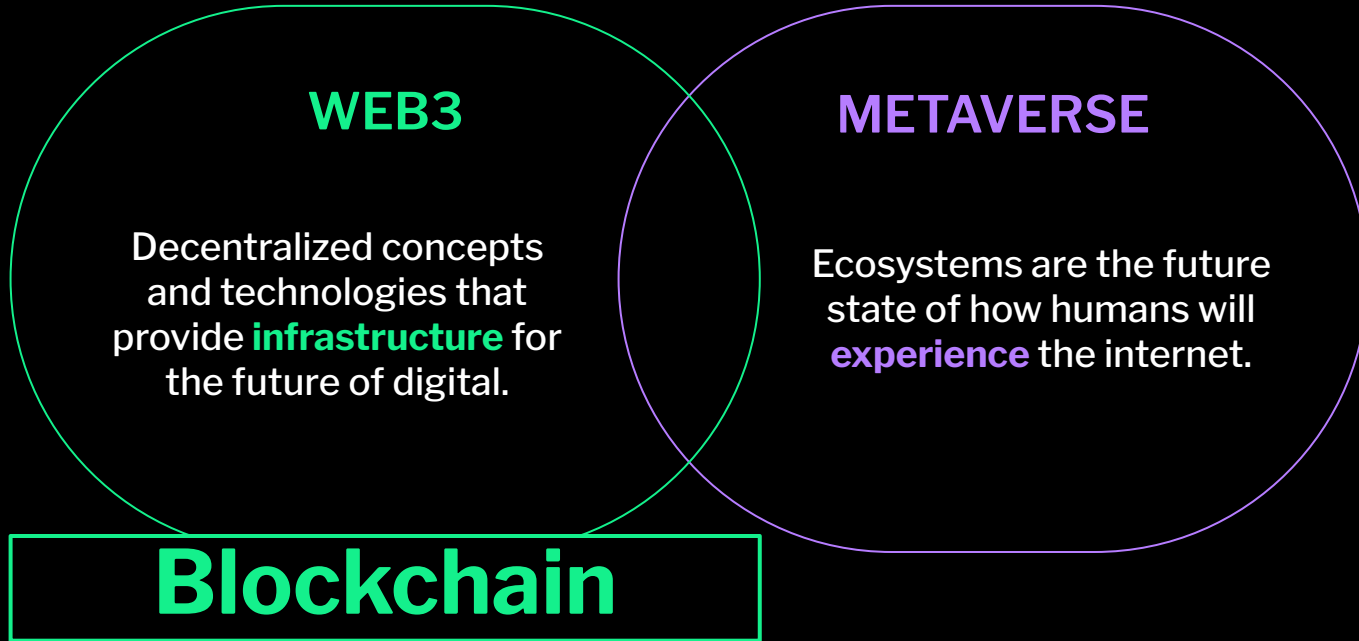 WEB3
Decentralized concepts
and technologies that
provide infrastructure for
the future of digital.
METAVERSE
Ecosystems are the future
state of how humans will
experience the internet.
Blockchain